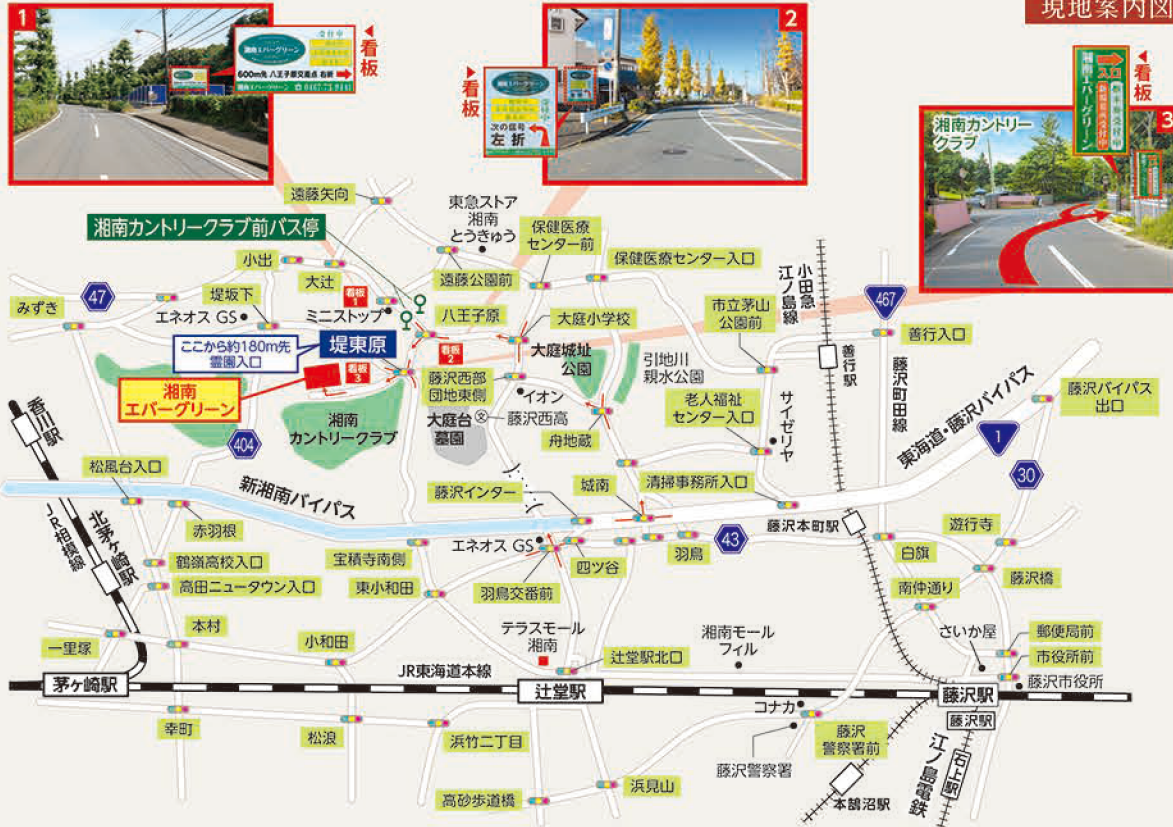 現地案内図
1
看板
受付中
湘南エバーグリーン
600m先 八王子原交差点 右折
湘南エバーグリーン
2
看板
湘南エバーグリーン
受付中
次の信号
左折
看板
入口
湘南エバーグリーン
3
湘南カントリー
クラブ
遠藤矢向
東急ストア
湘南
とうきゅう
保健医療
センター前
湘南カントリークラブ前バス停
小出
大辻
遠藤公園前
保健医療センター入口
小田急
江ノ島線
467
みずき
47
堤坂下
エネオス GS
看板
1
ミニストップ
八王子原
大庭小学校
市立茅山
公園前
善行入口
ここから約180m先
霊園入口
堤東原
看板
2
看板
3
大庭城址
公園
引地川
親水公園
善行駅
藤沢町田線
湘南
エバーグリーン
藤沢西部
団地東側
イオン
老人福祉
センター入口
サイゼリヤ
東海道・藤沢バイパス
藤沢バイパス
出口
香川駅
404
湘南
カントリークラブ
大庭台
墓園
文
藤沢西高
舟地蔵
1
30
松風台入口
新湘南バイパス
藤沢インター
城南
清掃事務所入口
JR相模線
北茅ヶ崎駅
赤羽根
宝積寺南側
エネオス GS
四ツ谷
羽鳥
43
藤沢本町駅
白旗
遊行寺
鶴嶺高校入口
高田ニュータウン入口
東小和田
羽鳥交番前
南仲通り
藤沢橋
一里塚
本村
小和田
テラスモール
湘南
湘南モール
フィル
さいか屋
郵便局前
辻堂駅北口
市役所前
JR東海道本線
藤沢市役所
茅ヶ崎駅
辻堂駅
藤沢駅
コナカ
藤沢駅
幸町
松浪
浜竹二丁目
藤沢
警察署前
藤沢警察署
江ノ島電鉄
石上駅
高砂歩道橋
浜見山
本鵠沼駅